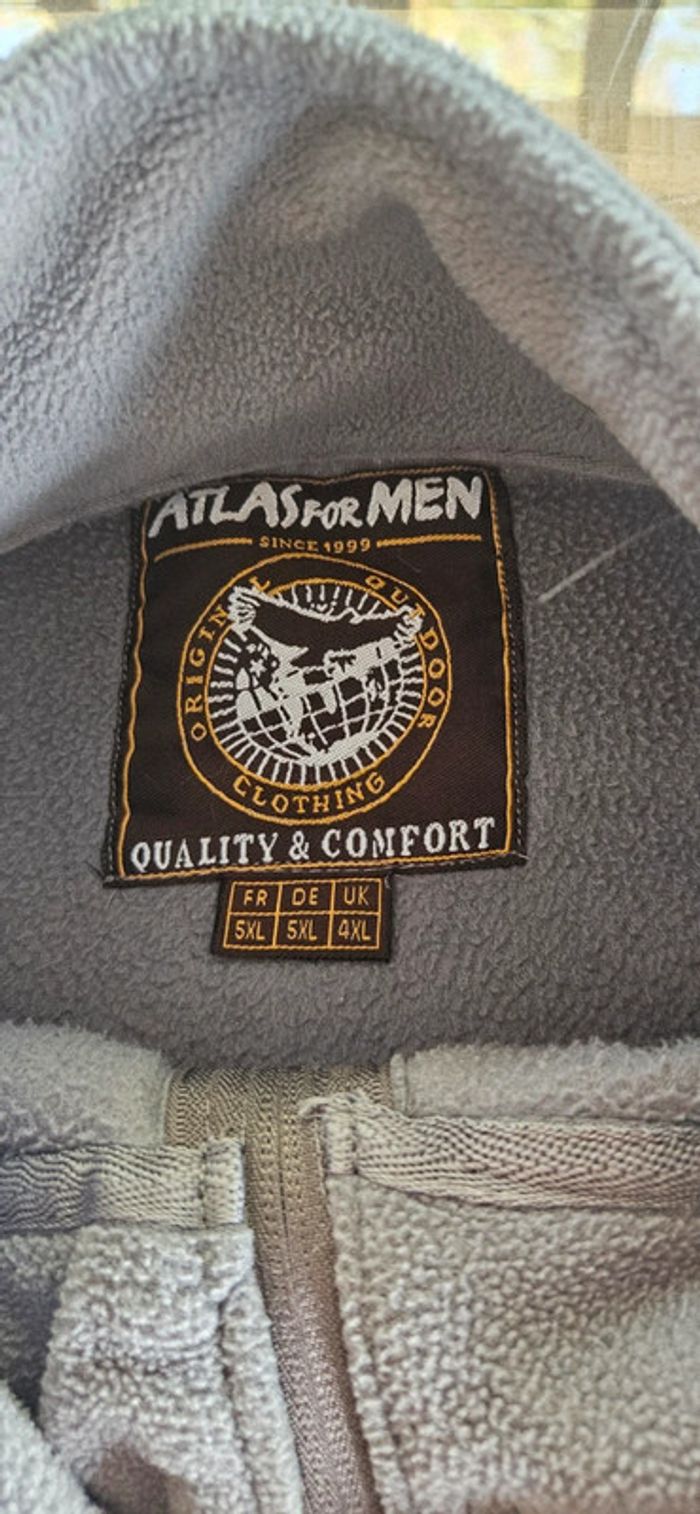 ATLAS FOR MEN
SINCE 1999
ORIGINAL OUTDOOR
CLOTHING
QUALITY & COMFORT
FR DE UK
5XL 5XL 4XL